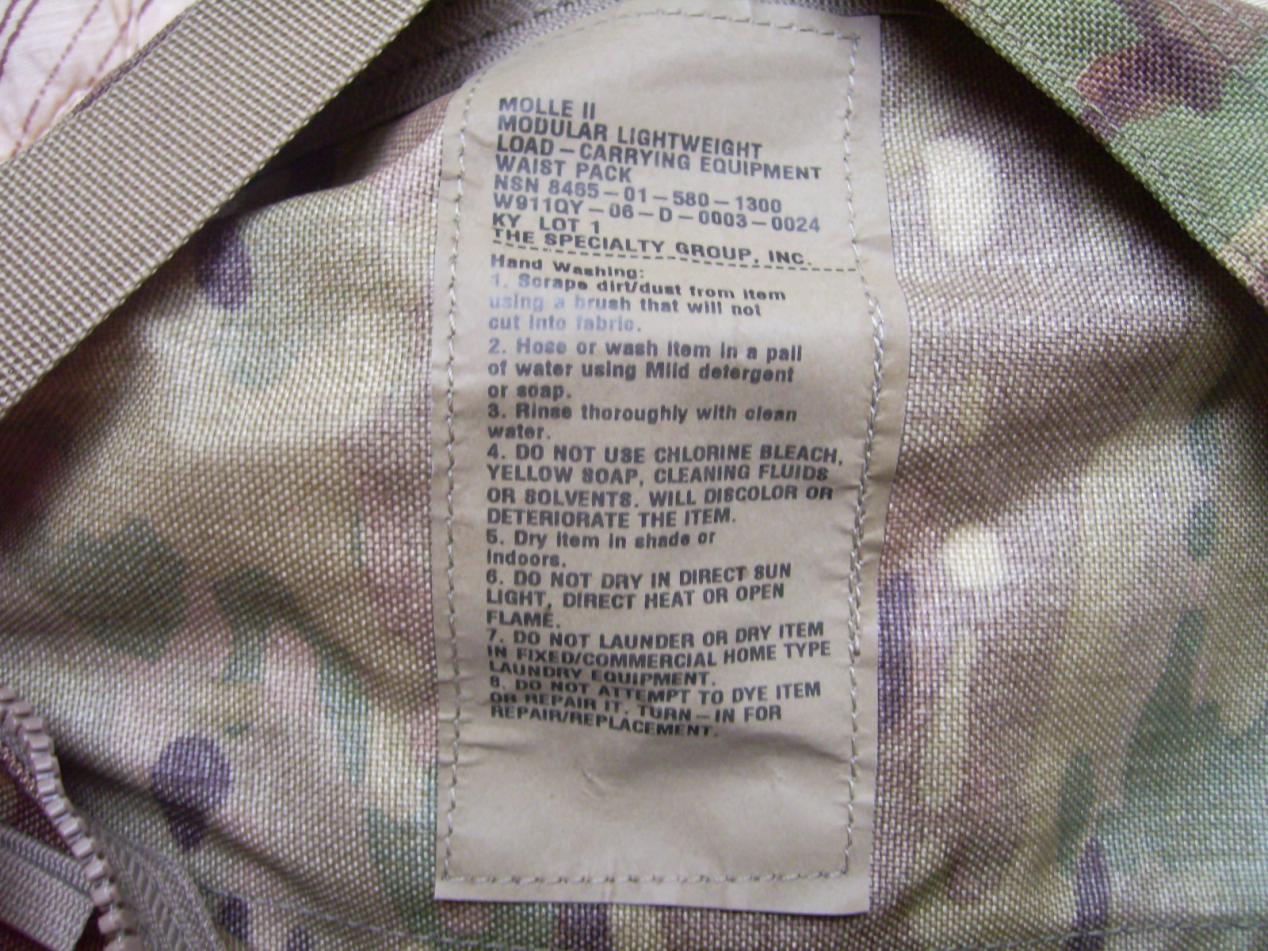 MOLLE II
MODULAR LIGHTWEIGHT
LOAD-CARRYING EQUIPMENT
WAIST PACK
NSN 8465-01-580-1300
W911QY-06-D-0003-0024
KY LOT 1
THE SPECIALTY GROUP, INC.
Hand Washing:
1. Scrape dirt/dust from item
using a brush that will not
cut into fabric.
2. Hose or wash item in a pail
of water using Mild detergent
or soap.
3. Rinse thoroughly with clean
water.
4. DO NOT USE CHLORINE BLEACH,
YELLOW SOAP, CLEANING FLUIDS
OR SOLVENTS. WILL DISCOLOR OR
DETERIORATE THE ITEM.
5. Dry item in shade or
indoors.
6. DO NOT DRY IN DIRECT SUN
LIGHT, DIRECT HEAT OR OPEN
FLAME.
7. DO NOT LAUNDER OR DRY ITEM
IN FIXED/COMMERCIAL HOME TYPE
LAUNDRY EQUIPMENT.
8. DO NOT ATTEMPT TO DYE ITEM
OR REPAIR IT. TURN-IN FOR
REPAIR/REPLACEMENT.